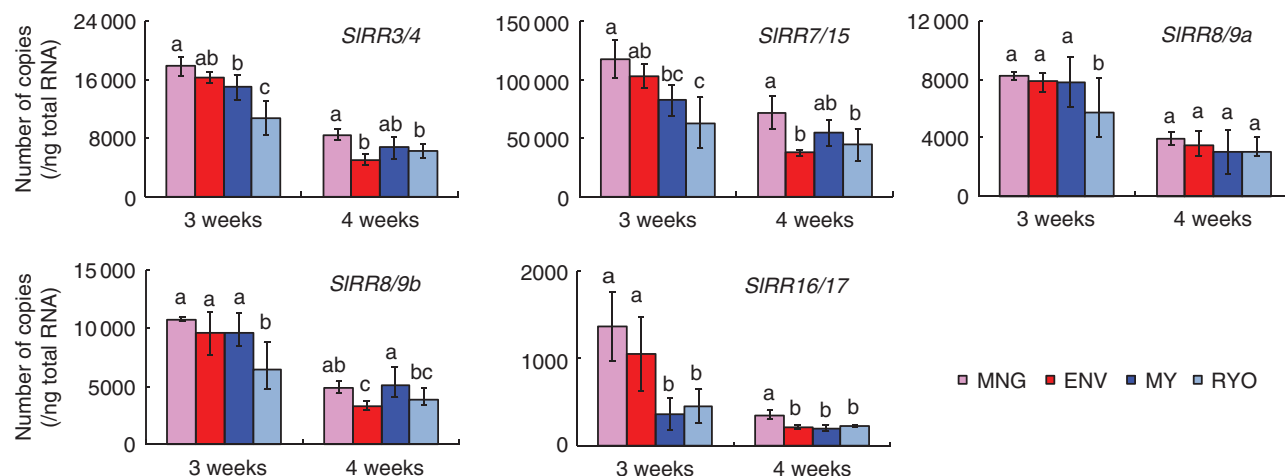 Number of copies
(/ng total RNA)
24 000
16 000
8000
0
SlRR3/4
a ab b c
a b ab b
3 weeks 4 weeks
150 000
100 000
50 000
0
SlRR7/15
a ab bc c
a b ab b
3 weeks 4 weeks
12 000
8000
4000
0
SlRR8/9a
a a a b
a a a a
3 weeks 4 weeks
Number of copies
(/ng total RNA)
15 000
10 000
5000
0
SlRR8/9b
a a a b
ab c a bc
3 weeks 4 weeks
2000
1000
0
SlRR16/17
a a b b
a b b b
3 weeks 4 weeks
MNG ENV MY RYO